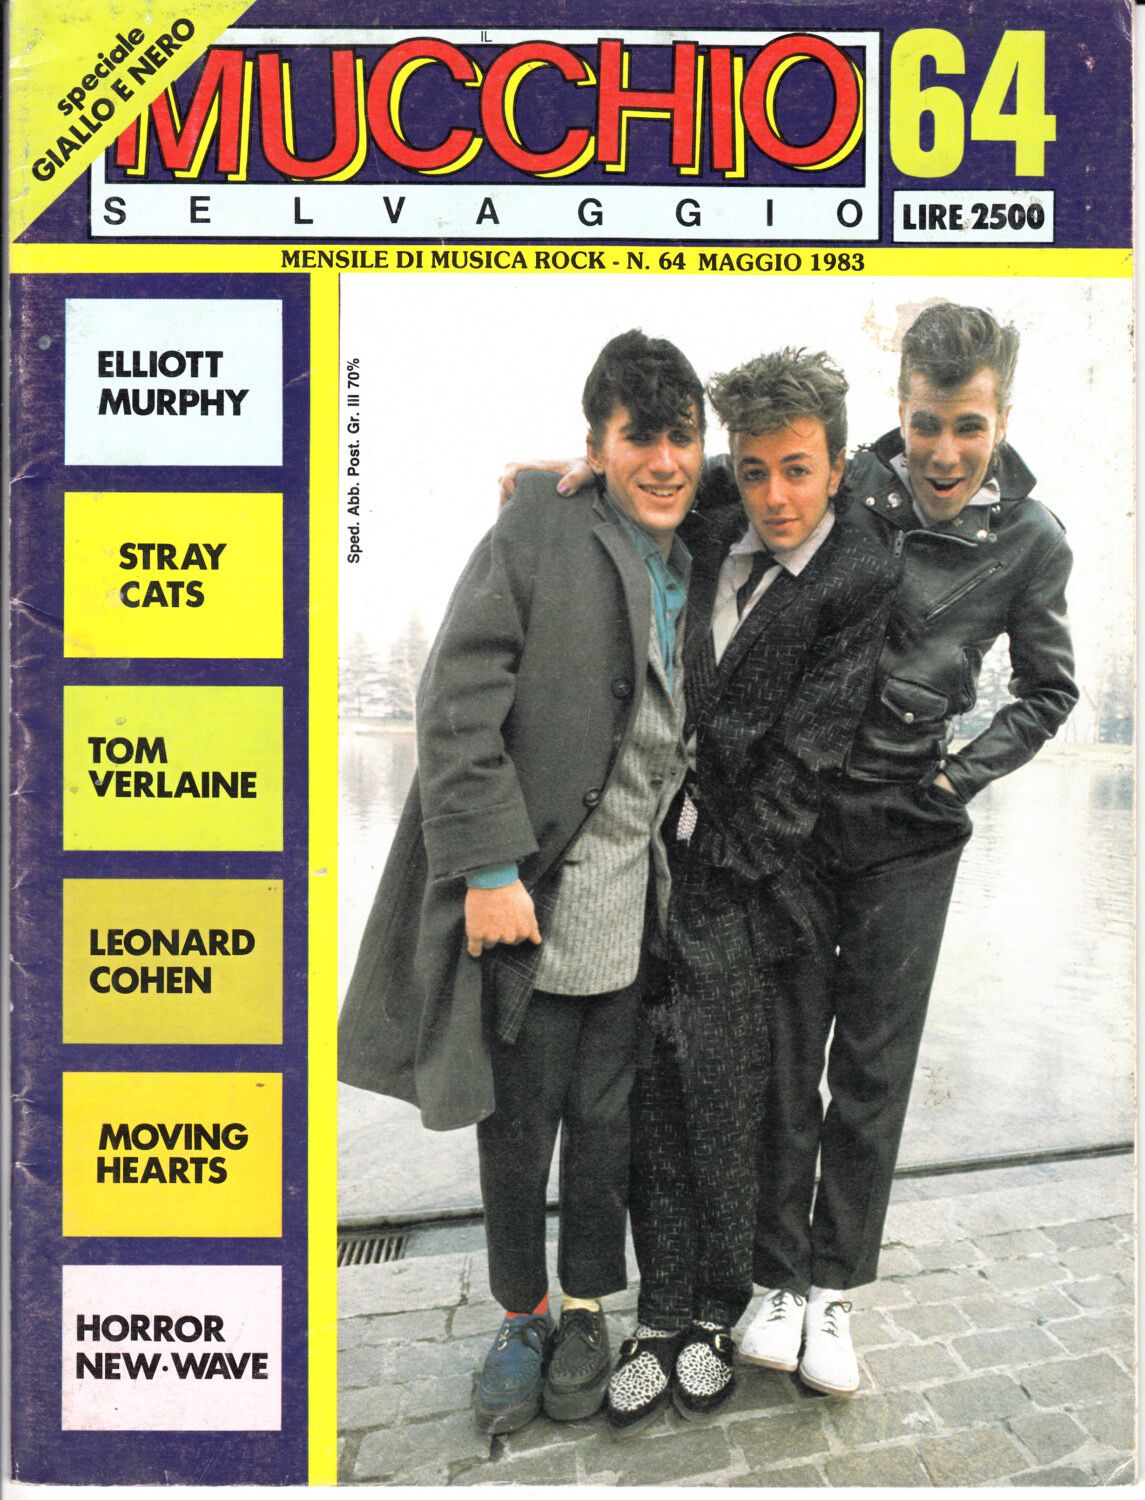 speciale
GIALLO E NERO
IL
MUCCHIO
SELVAGGIO
64
LIRE 2500
MENSILE DI MUSICA ROCK - N. 64 MAGGIO 1983
ELLIOTT
MURPHY
STRAY
CATS
TOM
VERLAINE
LEONARD
COHEN
MOVING
HEARTS
HORROR
NEW·WAVE
Sped. Abb. Post. Gr. III 70%